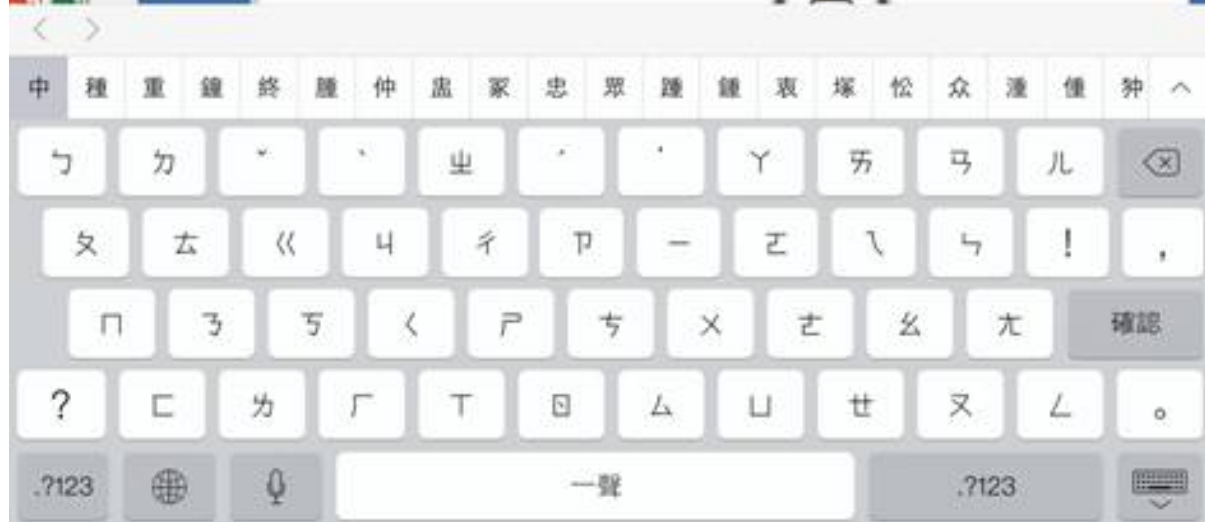 中 種 重 鐘 終 腫 仲 盅 冢 忠 眾 踵 鍾 衷 塚 忪 众 湩 偅 狆
ㄅ ㄉ ˇ ˋ ㄓ ˊ ˙ ㄚ ㄞ ㄢ ㄦ
ㄆ ㄊ ㄍ ㄐ ㄔ ㄗ ㄧ ㄛ ㄟ ㄣ ! ,
ㄇ ㄋ ㄎ ㄑ ㄕ ㄘ ㄨ ㄜ ㄠ ㄤ 確認
? ㄈ ㄌ ㄏ ㄒ ㄖ ㄙ ㄩ ㄝ ㄡ ㄥ 。
.?123 一聲 .?123